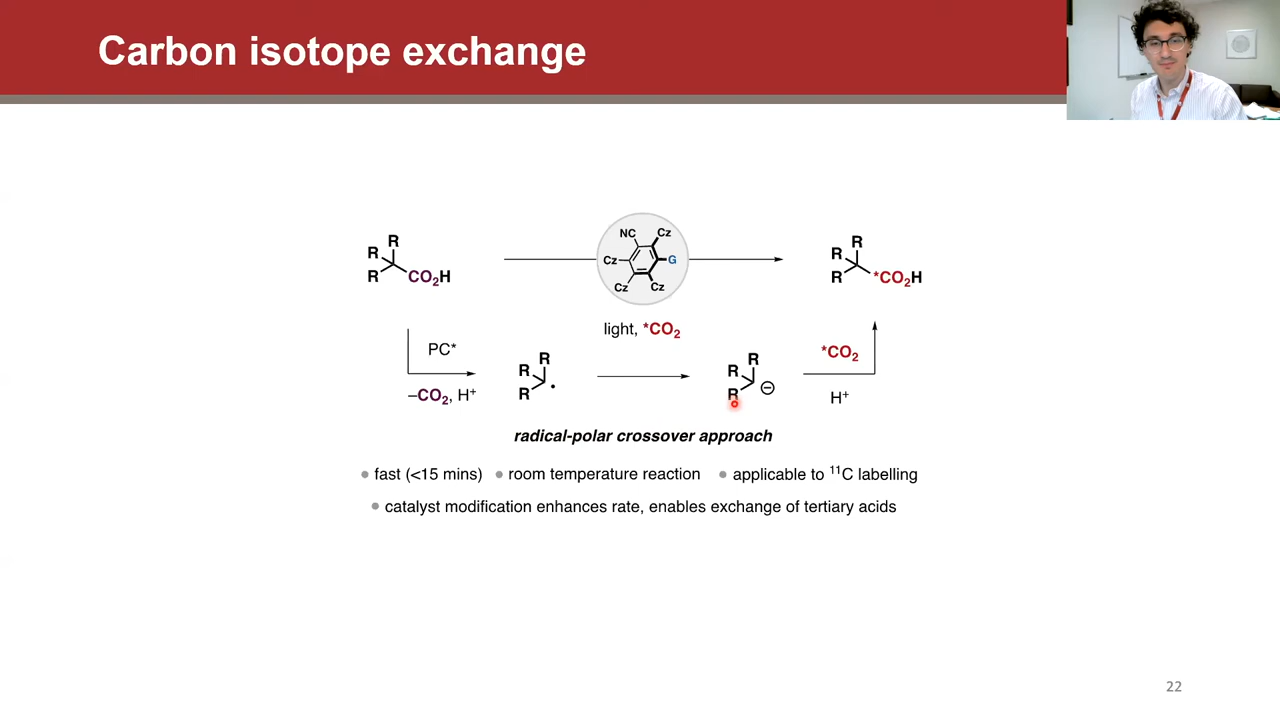 Carbon isotope exchange
R
R
R
CO₂H
NC
Cz
Cz
G
Cz
Cz
R
R
R
*CO₂H
light, *CO₂
PC*
–CO₂, H⁺
R
R
R
·
R
R
R
⊖
*CO₂
H⁺
radical-polar crossover approach
• fast (<15 mins) • room temperature reaction • applicable to ¹¹C labelling
• catalyst modification enhances rate, enables exchange of tertiary acids
22